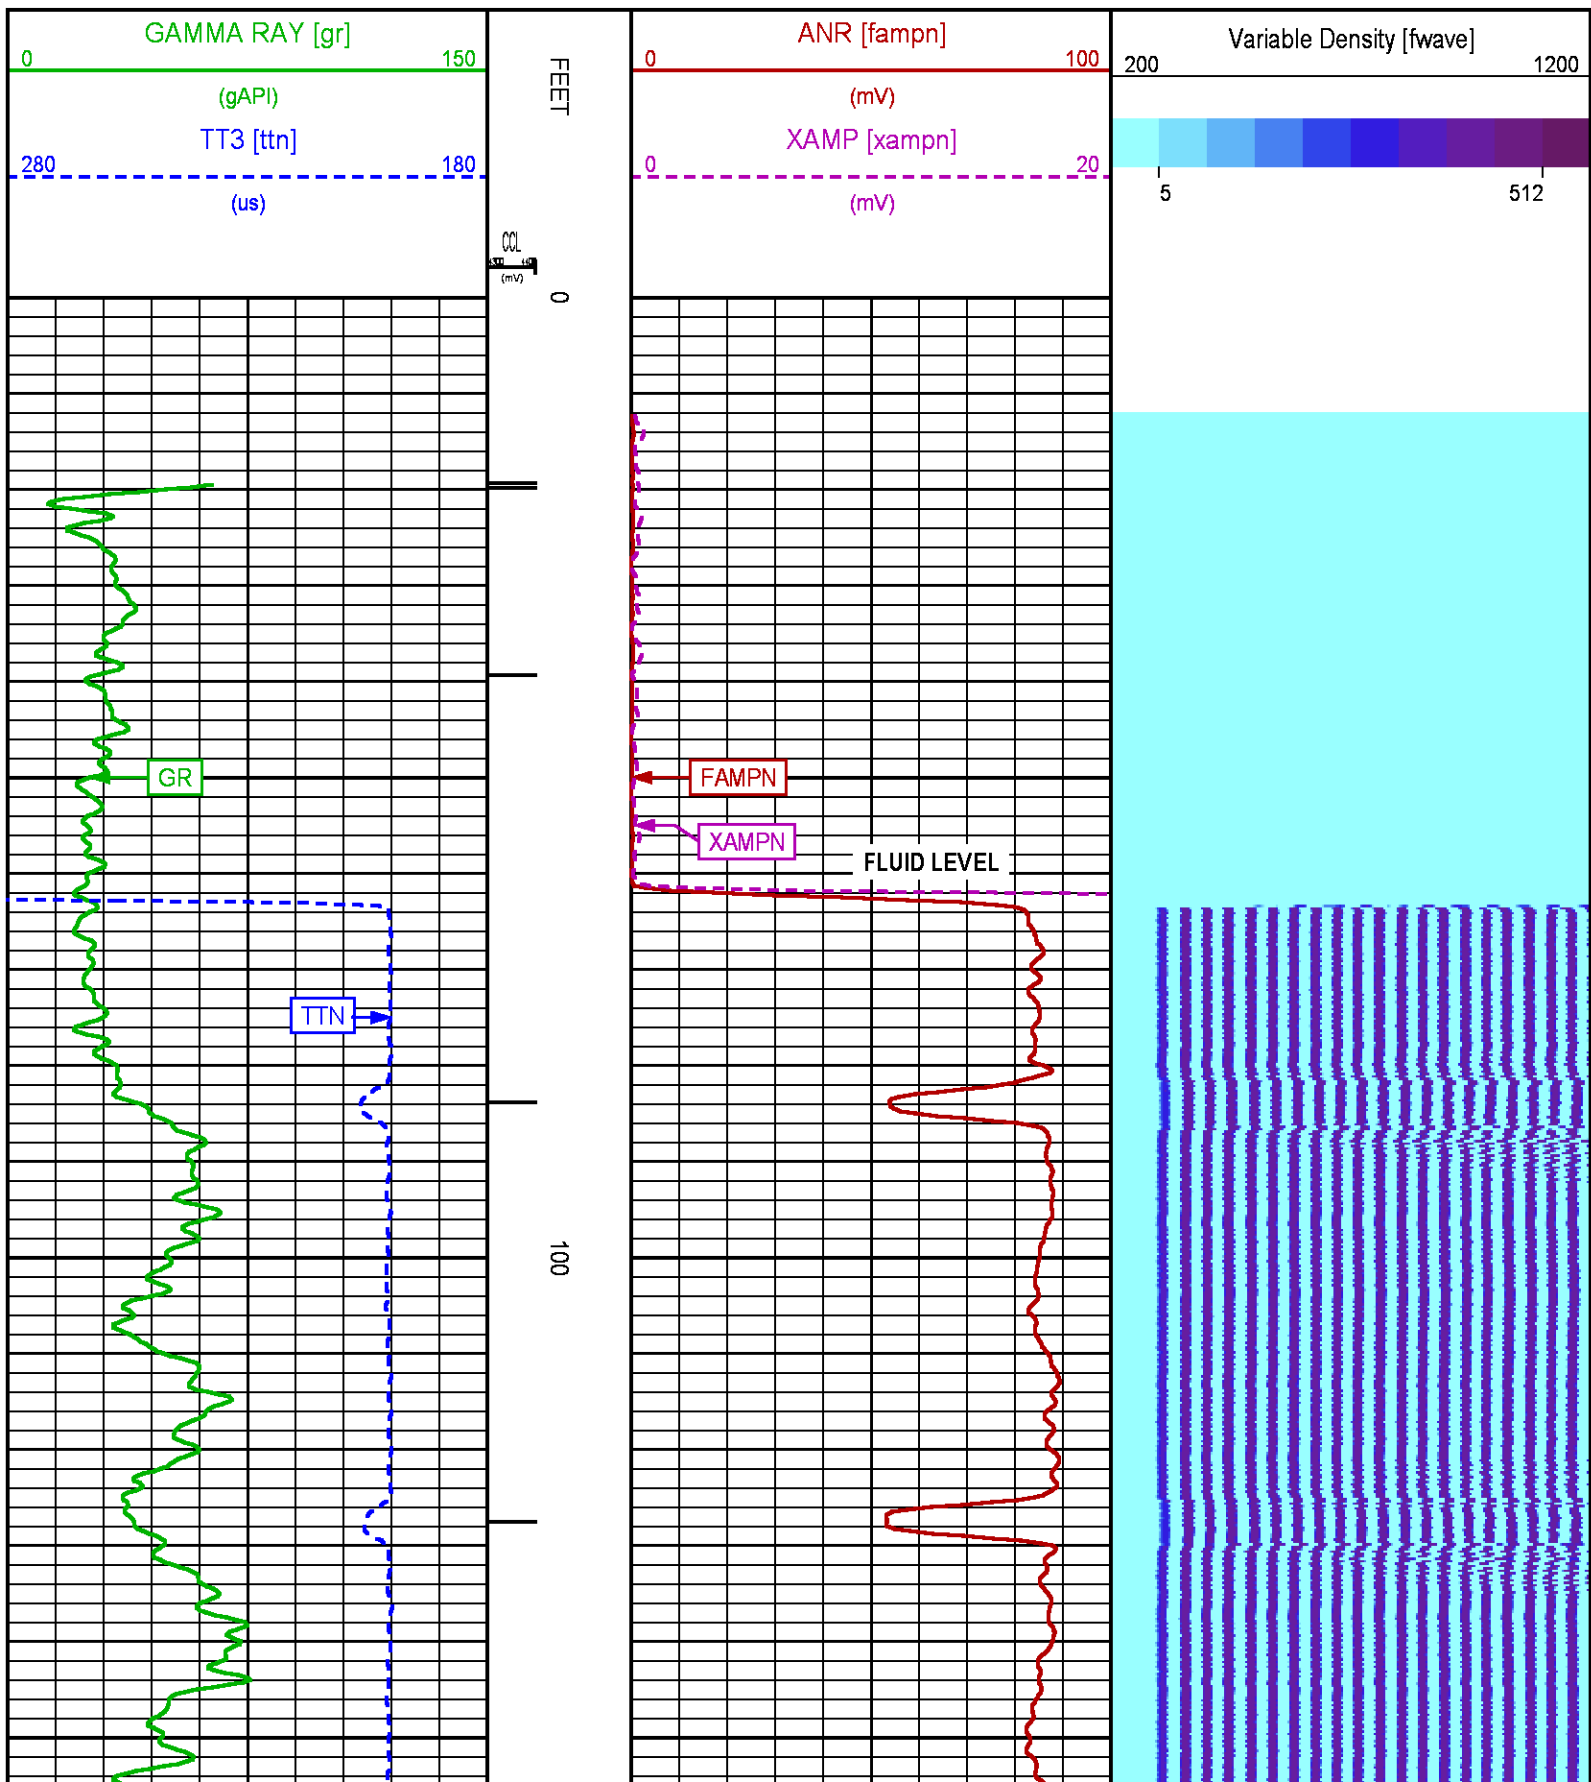 GAMMA RAY [gr]
0 150
(gAPI)
TT3 [ttn]
280 180
(us)
CCL
(mV)
FEET
0
ANR [fampn]
0 100
(mV)
XAMP [xampn]
0 20
(mV)
Variable Density [fwave]
200 1200
5 512
GR
FAMPN
XAMPN
FLUID LEVEL
TTN
100